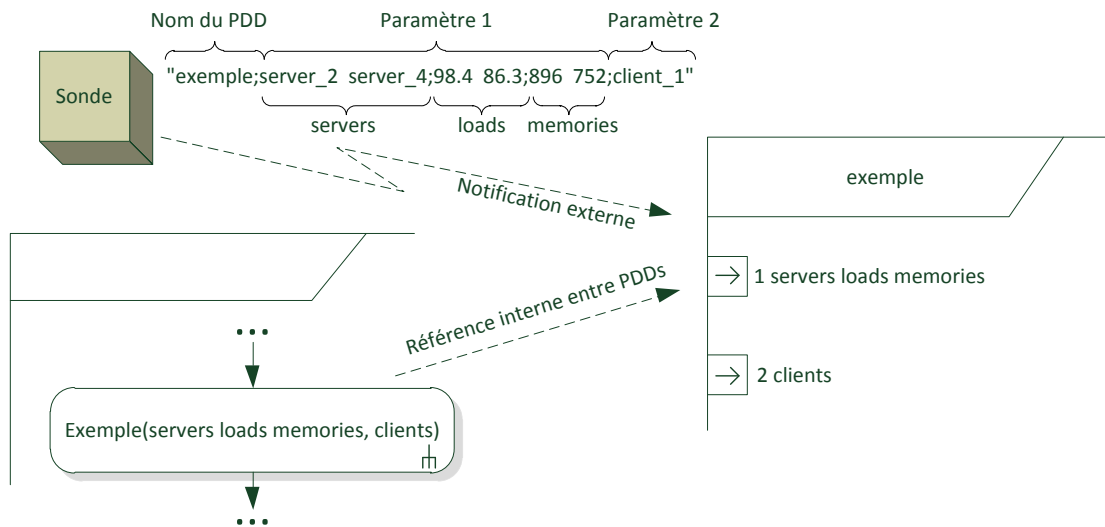 Nom du PDD Paramètre 1 Paramètre 2
"exemple;server_2 server_4;98.4 86.3;896 752;client_1"
Sonde
servers loads memories
Notification externe
exemple
1 servers loads memories
Référence interne entre PDDs
...
2 clients
Exemple(servers loads memories, clients)
...